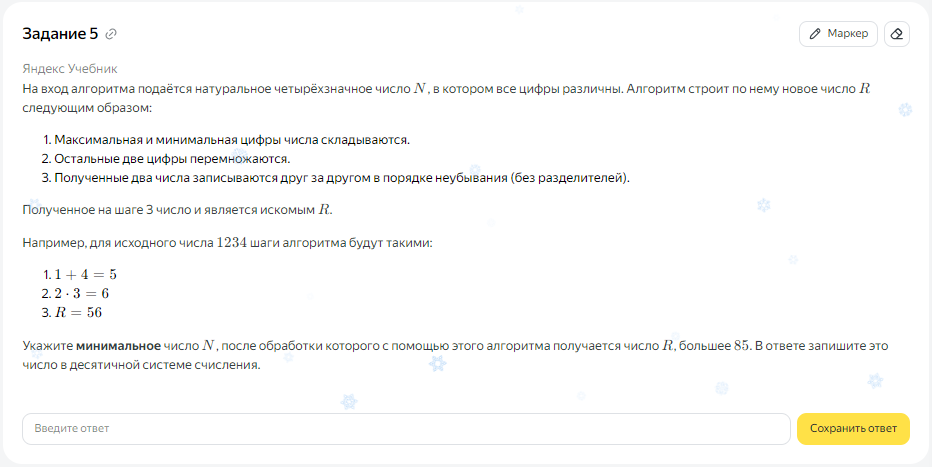 Задание 5
Маркер
Яндекс Учебник
На вход алгоритма подаётся натуральное четырёхзначное число N, в котором все цифры различны. Алгоритм строит по нему новое число R
следующим образом:
1. Максимальная и минимальная цифры числа складываются.
2. Остальные две цифры перемножаются.
3. Полученные два числа записываются друг за другом в порядке неубывания (без разделителей).
Полученное на шаге 3 число и является искомым R.
Например, для исходного числа 1234 шаги алгоритма будут такими:
1. 1 + 4 = 5
2. 2 · 3 = 6
3. R = 56
Укажите минимальное число N, после обработки которого с помощью этого алгоритма получается число R, большее 85. В ответе запишите это
число в десятичной системе счисления.
Введите ответ
Сохранить ответ